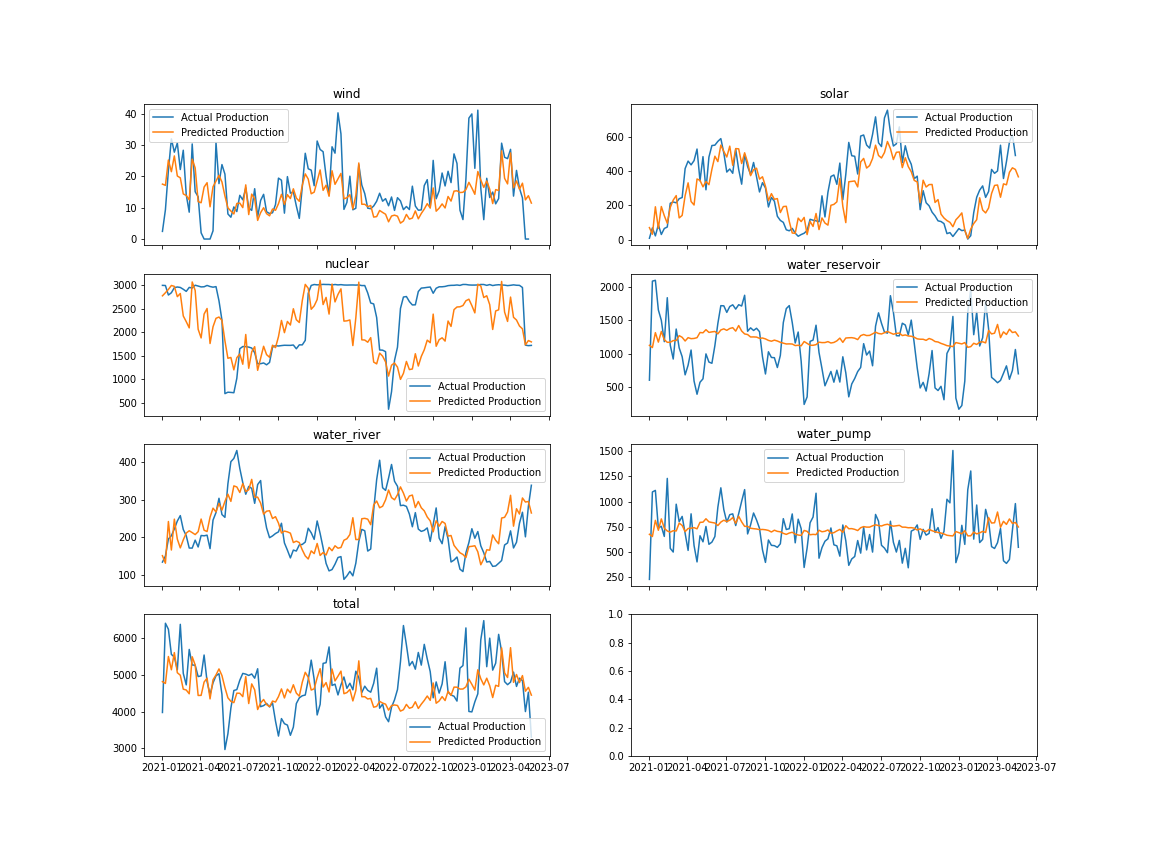 wind
40
30
20
10
0
Actual Production
Predicted Production
solar
600
400
200
0
Actual Production
Predicted Production
nuclear
3000
2500
2000
1500
1000
500
Actual Production
Predicted Production
water_reservoir
2000
1500
1000
500
Actual Production
Predicted Production
water_river
400
300
200
100
Actual Production
Predicted Production
water_pump
1500
1250
1000
750
500
250
Actual Production
Predicted Production
total
6000
5000
4000
3000
Actual Production
Predicted Production
2021-01 2021-04 2021-07 2021-10 2022-01 2022-04 2022-07 2022-10 2023-01 2023-04 2023-07
1.0
0.8
0.6
0.4
0.2
0.0
2021-01 2021-04 2021-07 2021-10 2022-01 2022-04 2022-07 2022-10 2023-01 2023-04 2023-07